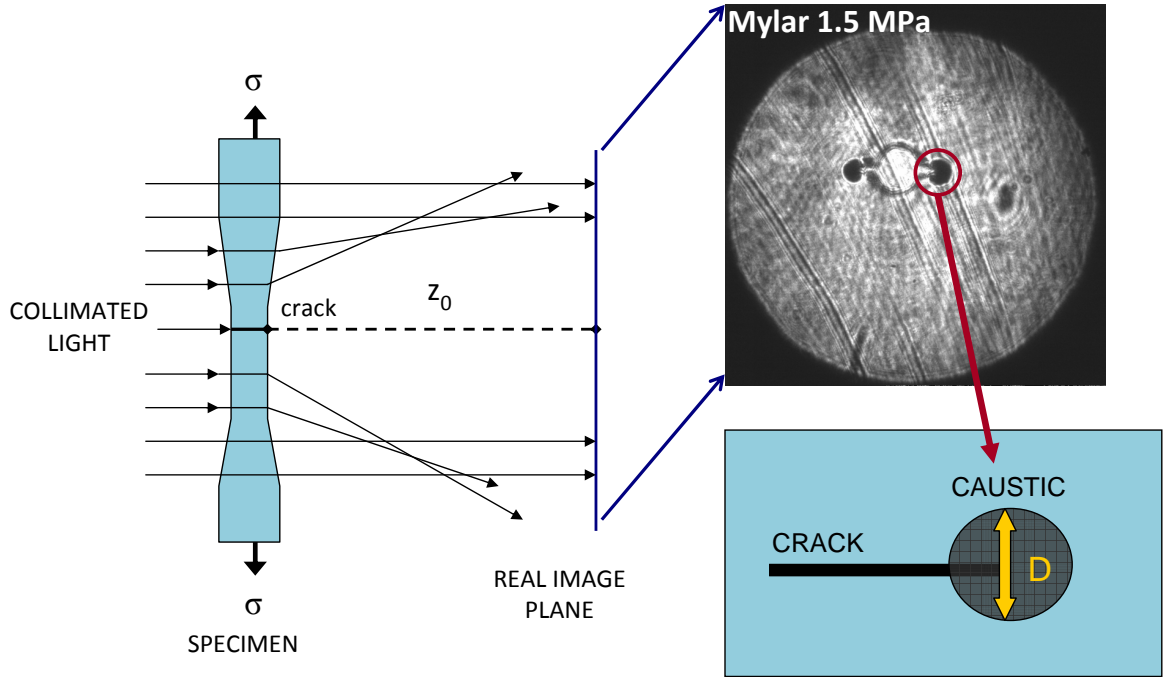 Mylar 1.5 MPa
σ
COLLIMATED
LIGHT
crack
z₀
CAUSTIC
CRACK
D
REAL IMAGE
PLANE
σ
SPECIMEN